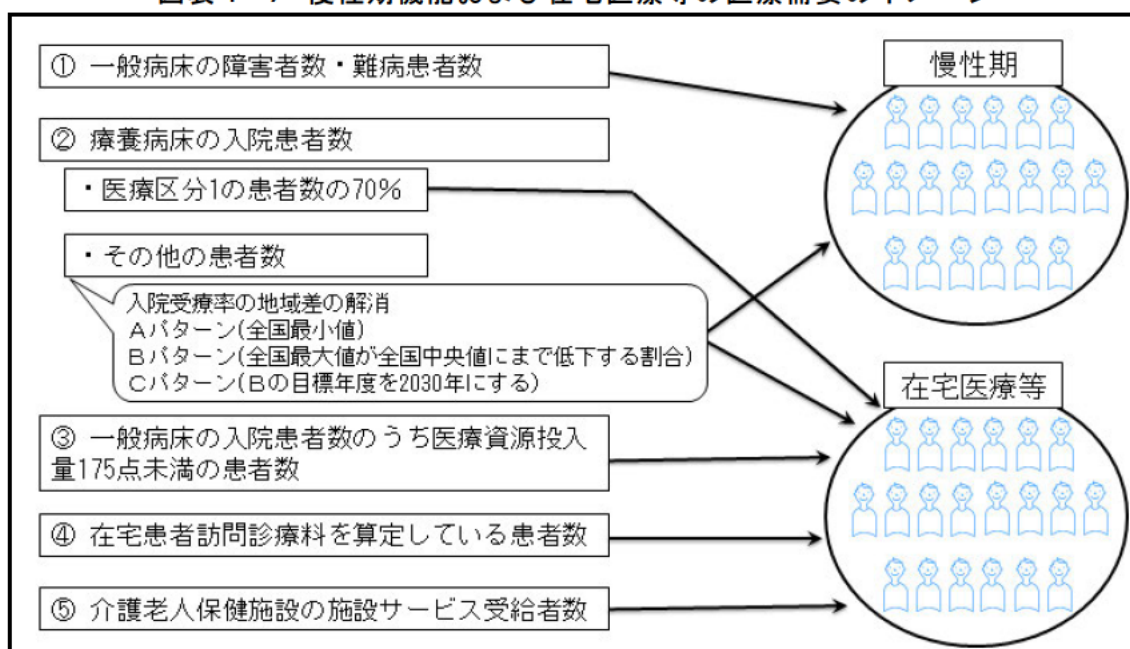 ① 一般病床の障害者数・難病患者数
慢性期
② 療養病床の入院患者数
・医療区分1の患者数の70%
・その他の患者数
入院受療率の地域差の解消
Aパターン(全国最小値)
Bパターン(全国最大値が全国中央値にまで低下する割合)
Cパターン(Bの目標年度を2030年にする)
在宅医療等
③ 一般病床の入院患者数のうち医療資源投入
量175点未満の患者数
④ 在宅患者訪問診療料を算定している患者数
⑤ 介護老人保健施設の施設サービス受給者数